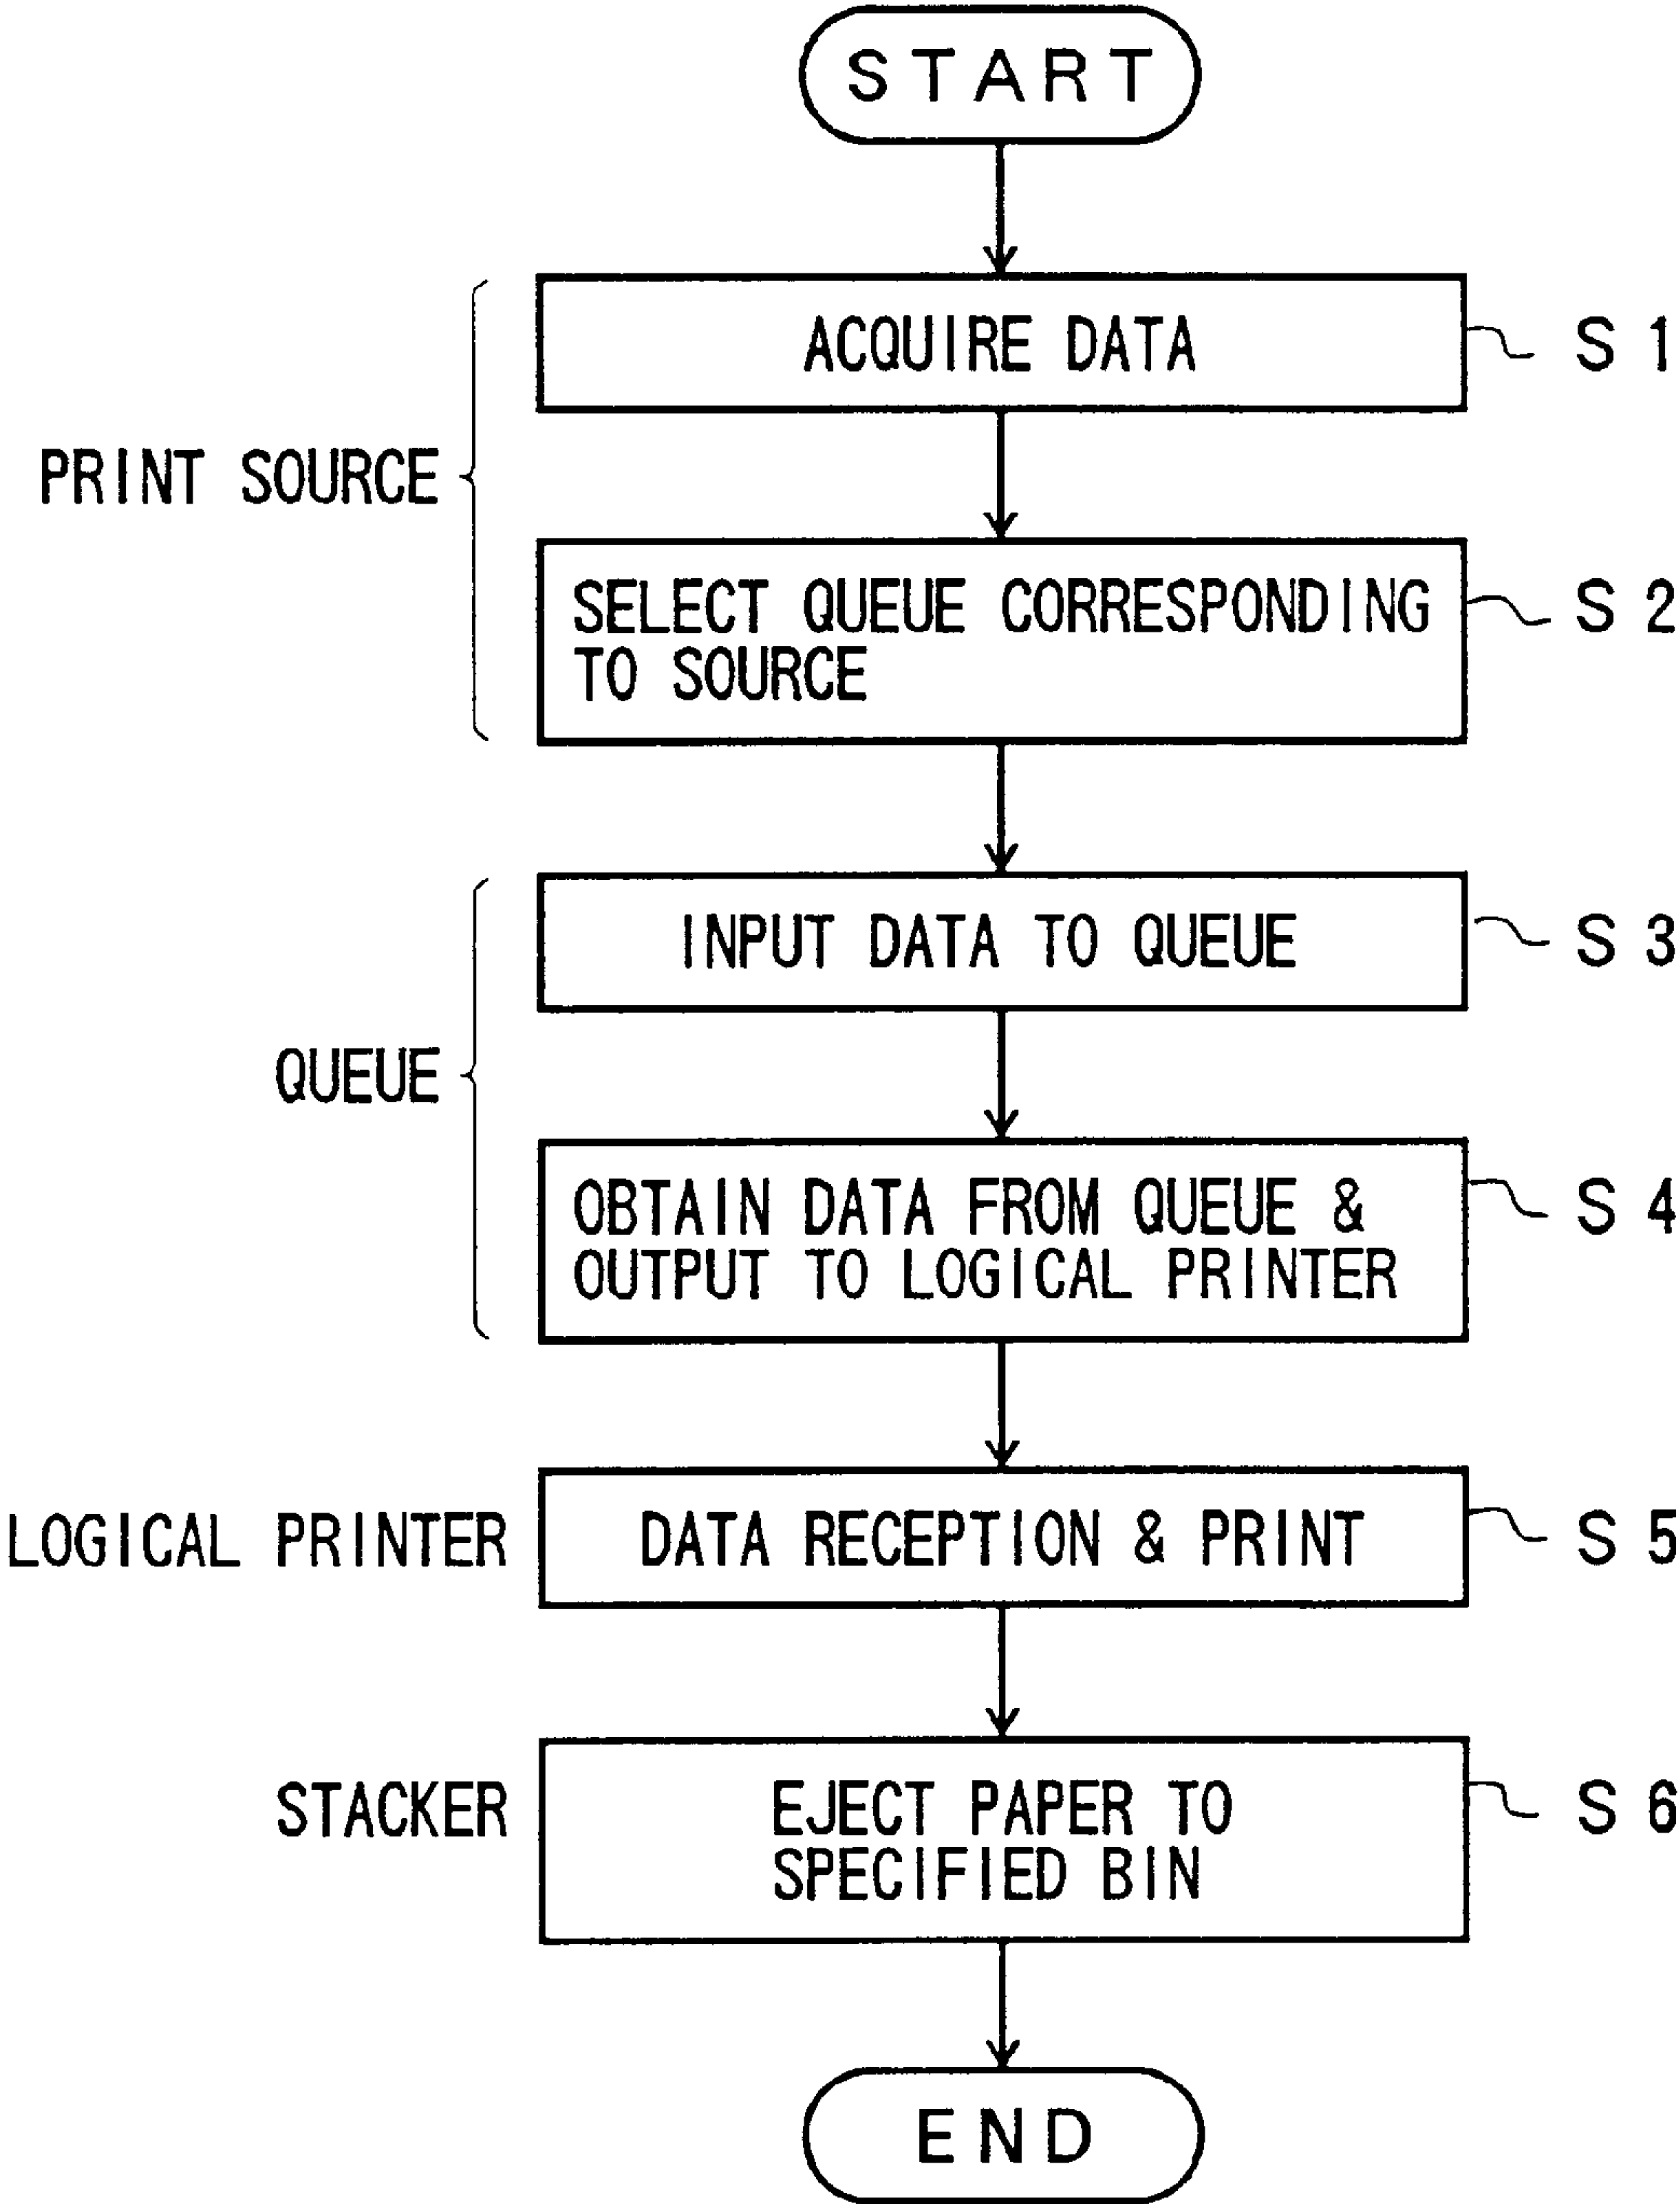 START
ACQUIRE DATA
S 1
PRINT SOURCE
SELECT QUEUE CORRESPONDING
TO SOURCE
S 2
INPUT DATA TO QUEUE
S 3
QUEUE
OBTAIN DATA FROM QUEUE &
OUTPUT TO LOGICAL PRINTER
S 4
LOGICAL PRINTER
DATA RECEPTION & PRINT
S 5
STACKER
EJECT PAPER TO
SPECIFIED BIN
S 6
END